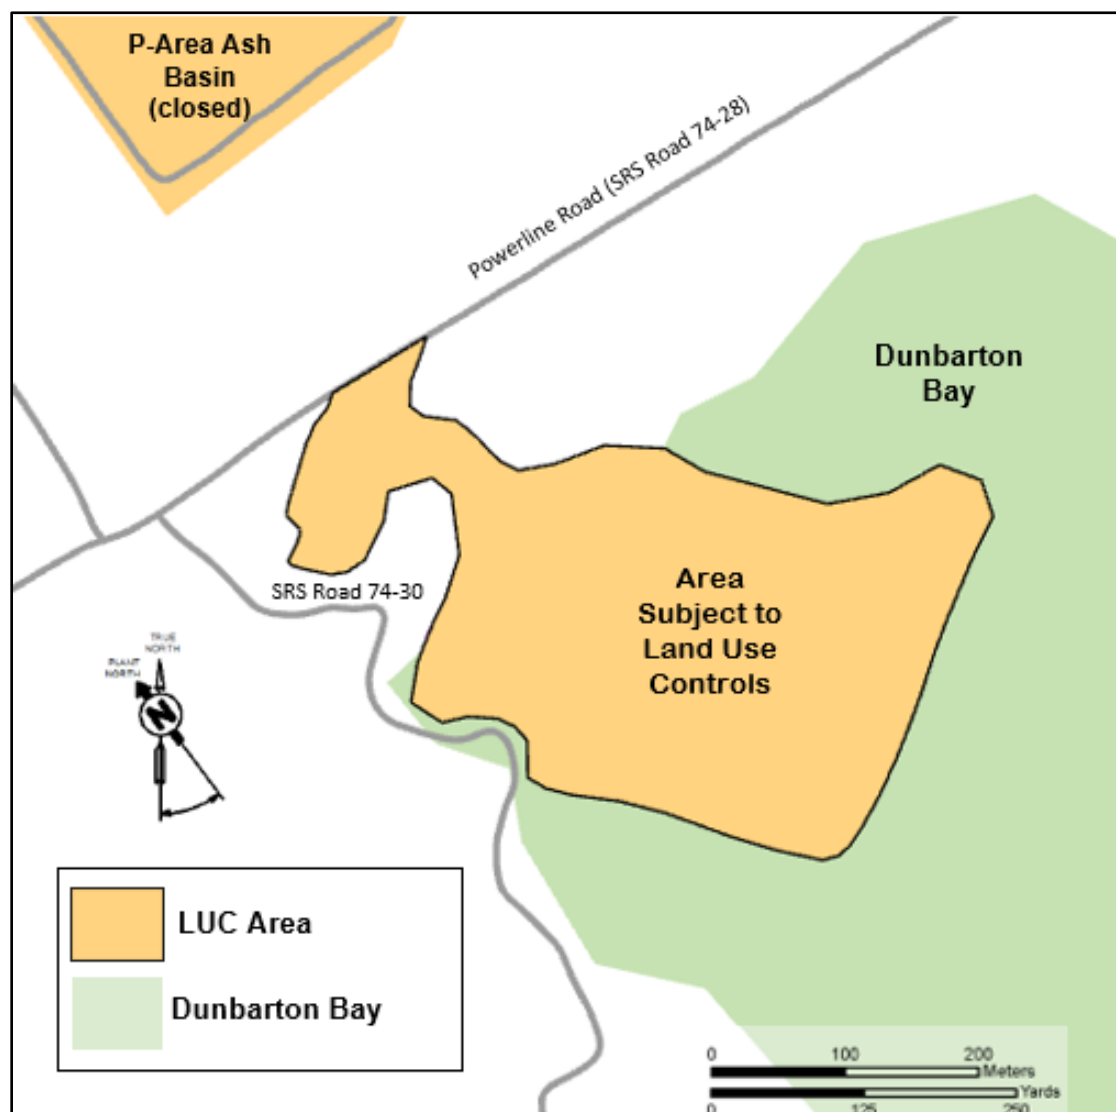 P-Area Ash
Basin
(closed)
Powerline Road (SRS Road 74-28)
Dunbarton
Bay
Area
Subject to
Land Use
Controls
SRS Road 74-30
TRUE
NORTH
PLANT
NORTH
N
LUC Area
Dunbarton Bay
0 100 200
Meters
Yards
0 125 250